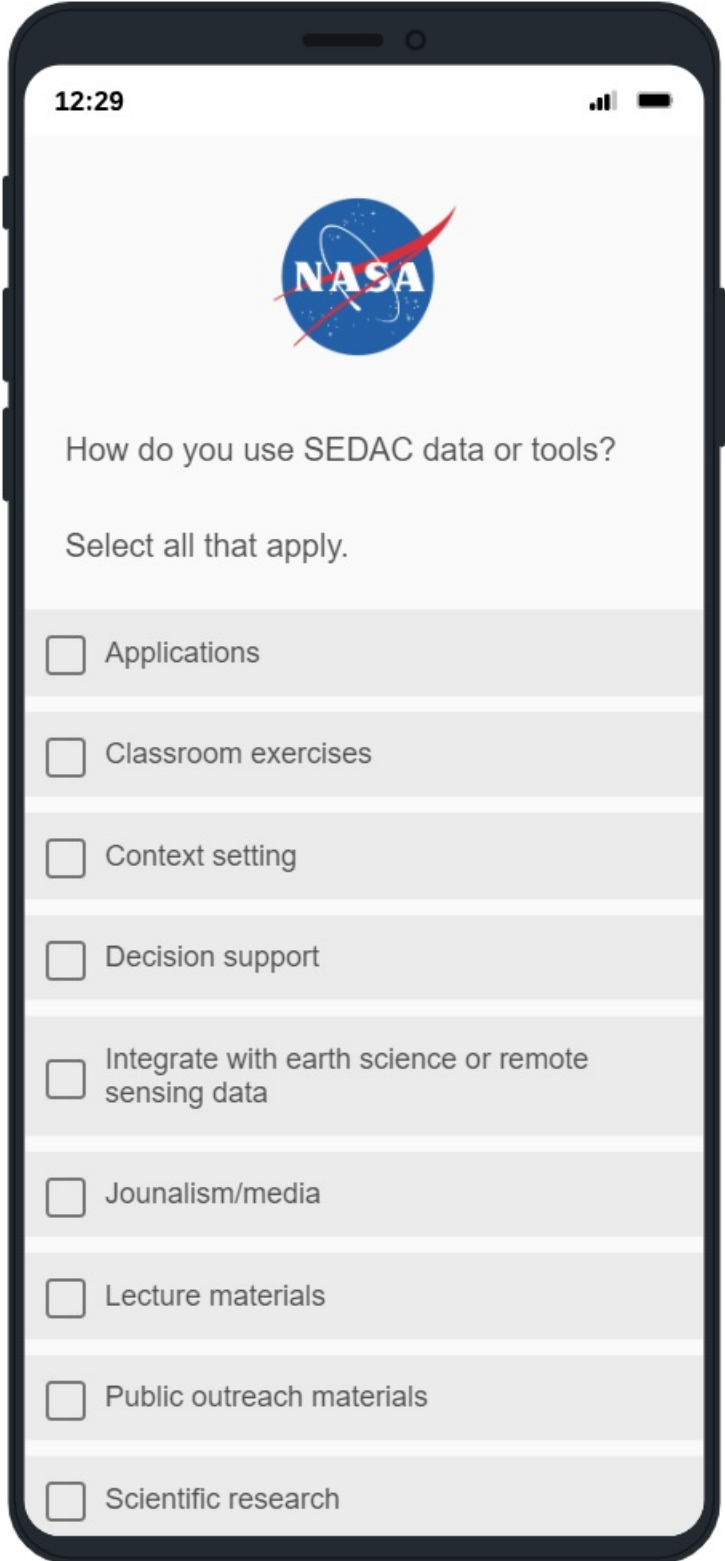 12:29
NASA
How do you use SEDAC data or tools?
Select all that apply.
Applications
Classroom exercises
Context setting
Decision support
Integrate with earth science or remote
sensing data
Jounalism/media
Lecture materials
Public outreach materials
Scientific research